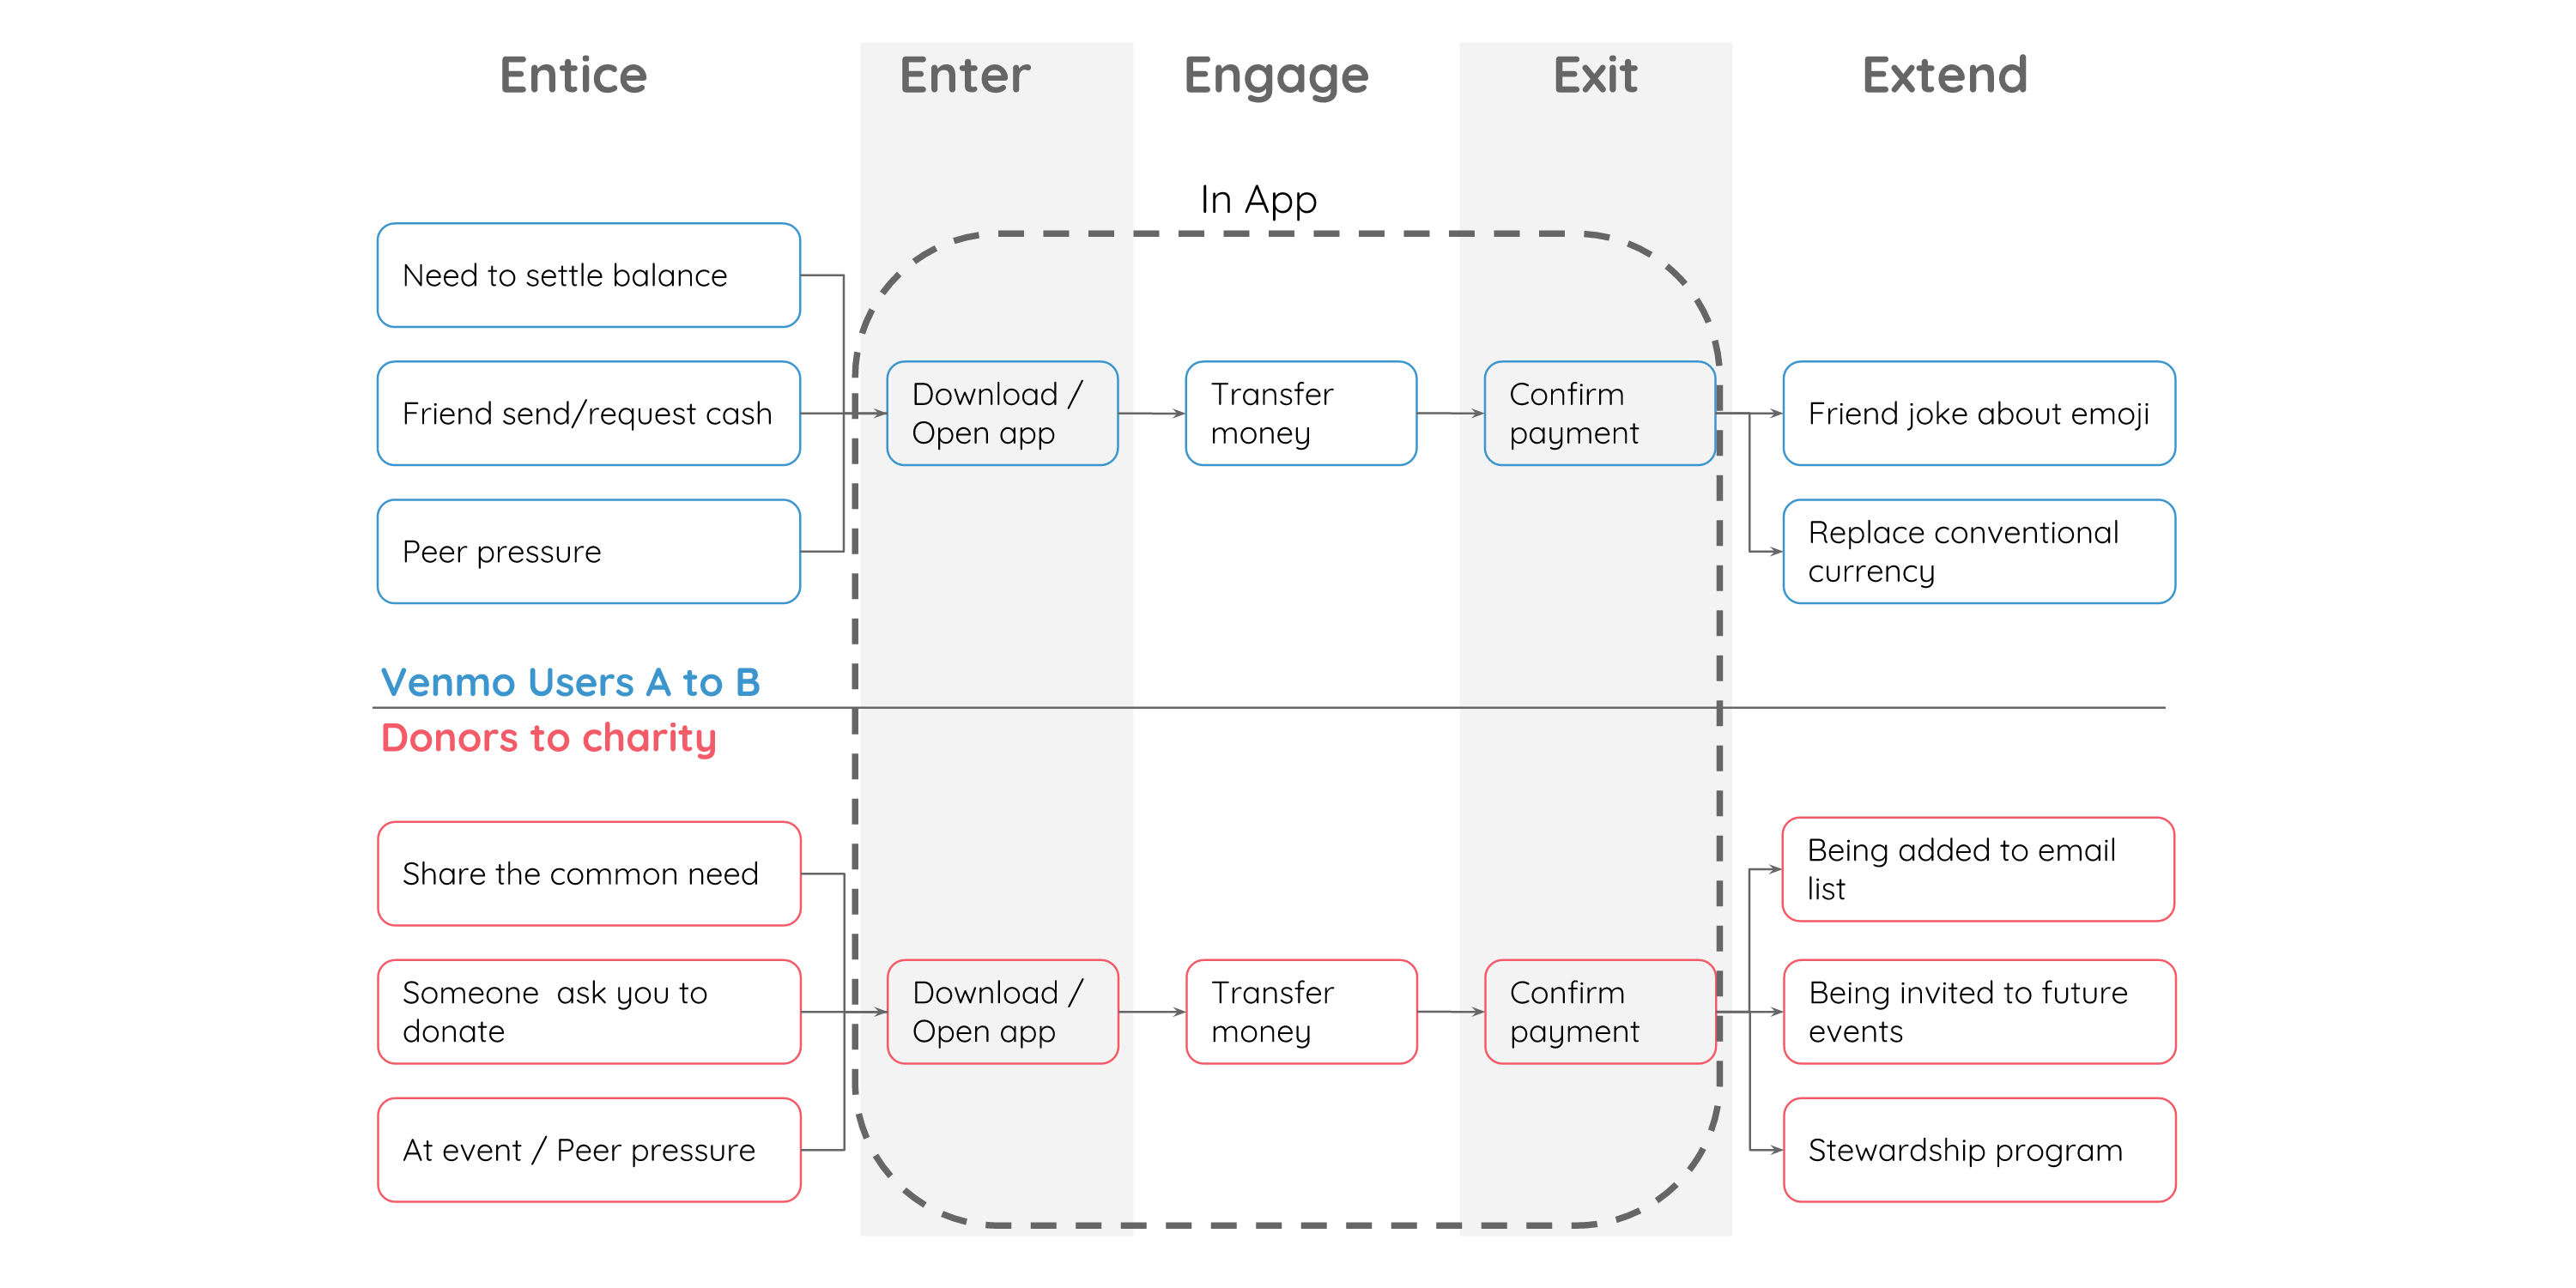 Entice
Enter
Engage
Exit
Extend
In App
Need to settle balance
Friend send/request cash
Peer pressure
Download /
Open app
Transfer
money
Confirm
payment
Friend joke about emoji
Replace conventional
currency
Venmo Users A to B
Donors to charity
Share the common need
Someone  ask you to
donate
At event / Peer pressure
Download /
Open app
Transfer
money
Confirm
payment
Being added to email
list
Being invited to future
events
Stewardship program